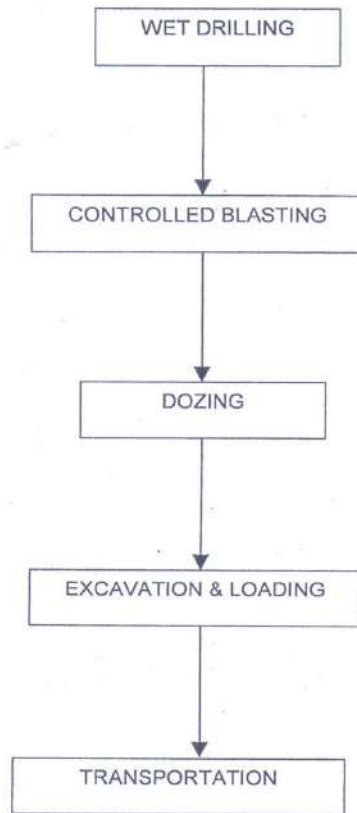 WET DRILLING
CONTROLLED BLASTING
DOZING
EXCAVATION & LOADING
TRANSPORTATION